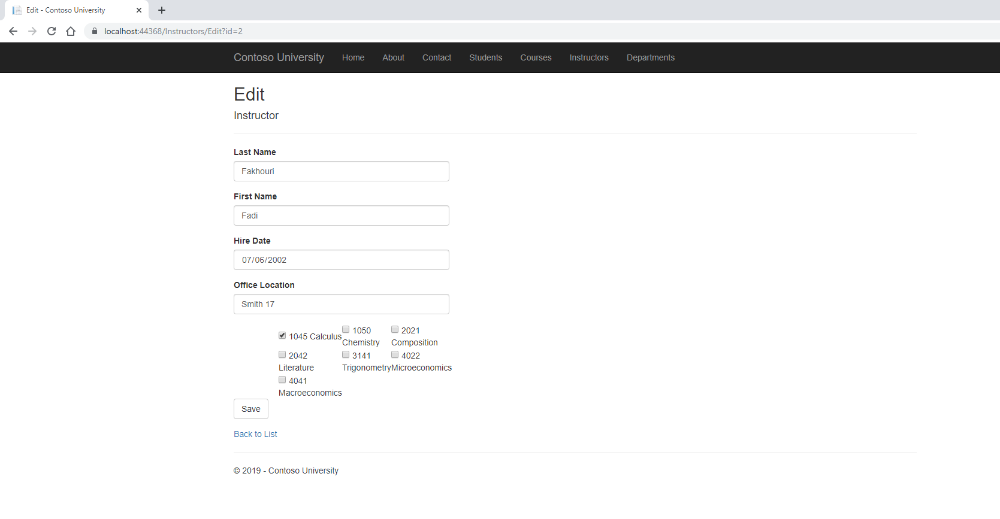 Edit - Contoso University
localhost:44368/Instructors/Edit?id=2
Contoso University Home About Contact Students Courses Instructors Departments
Edit
Instructor
Last Name
Fakhouri
First Name
Fadi
Hire Date
07/06/2002
Office Location
Smith 17
1045 Calculus
1050
Chemistry
2021
Composition
2042
Literature
3141
Trigonometry
4022
Microeconomics
4041
Macroeconomics
Save
Back to List
© 2019 - Contoso University